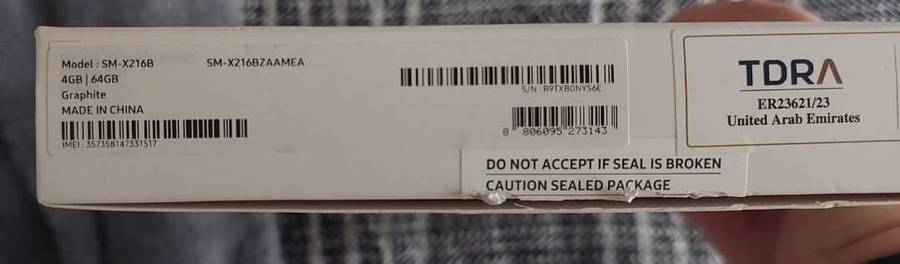 Model : SM-X216B SM-X216BZAAMEA
4GB | 64GB
Graphite
MADE IN CHINA
IMEI : 357358147331517
S/N : R9TXB0NYS6E
8 806095 273143
TDRA
ER23621/23
United Arab Emirates
DO NOT ACCEPT IF SEAL IS BROKEN
CAUTION SEALED PACKAGE